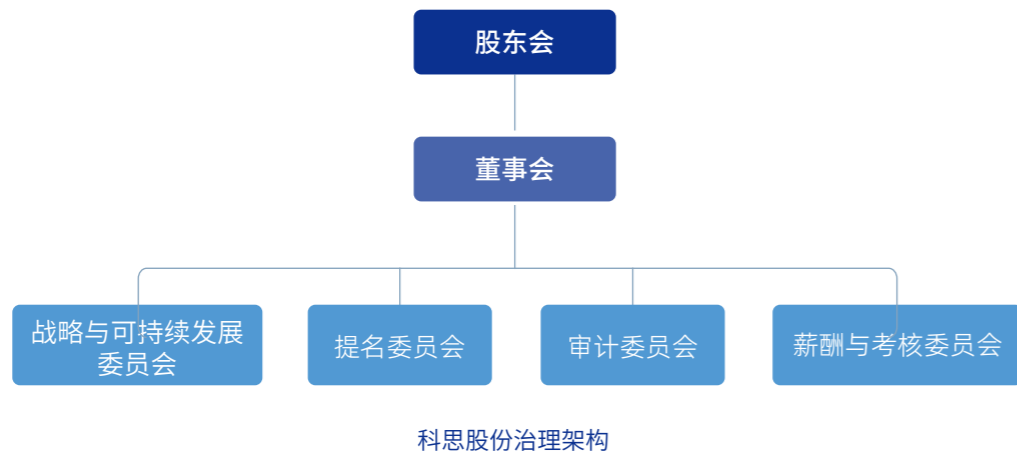 股东会
董事会
战略与可持续发展
委员会
提名委员会
审计委员会
薪酬与考核委员会
科思股份治理架构